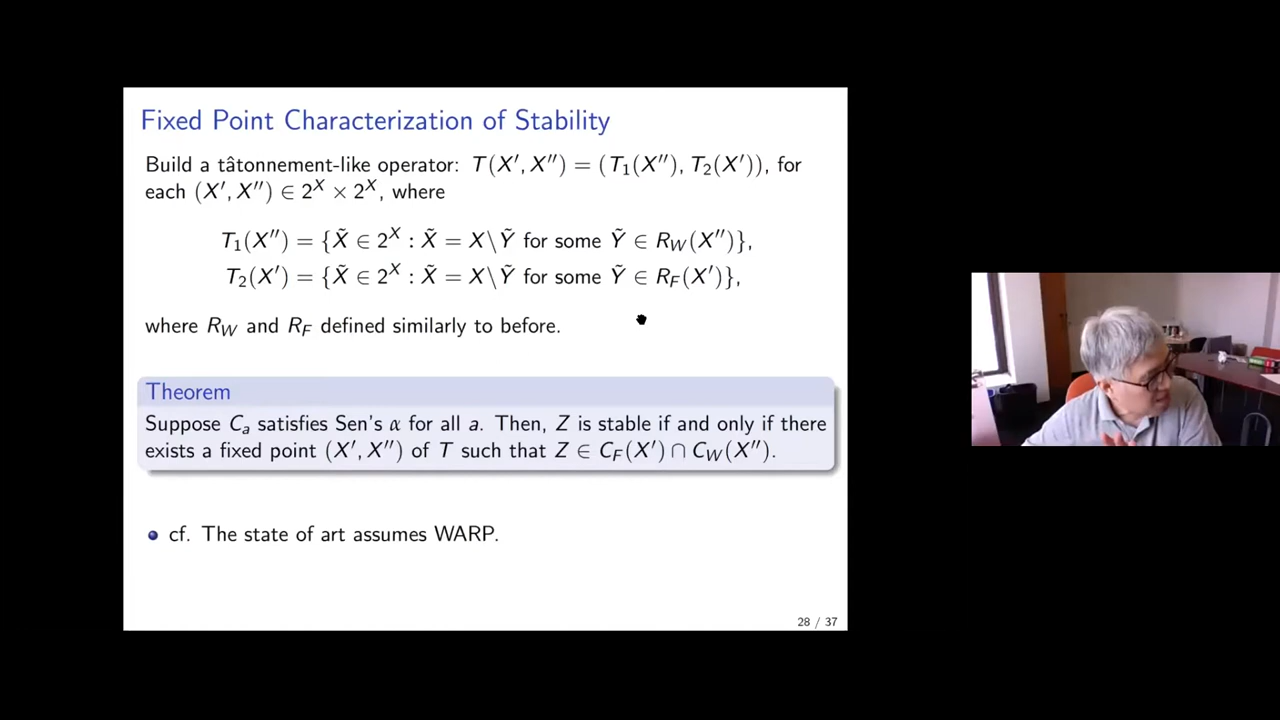 Fixed Point Characterization of Stability
Build a tâtonnement-like operator: T(X′, X″) = (T₁(X″), T₂(X′)), for
each (X′, X″) ∈ 2^X × 2^X, where
T₁(X″) = {X̃ ∈ 2^X : X̃ = X\Ỹ for some Ỹ ∈ R_W(X″)},
T₂(X′) = {X̃ ∈ 2^X : X̃ = X\Ỹ for some Ỹ ∈ R_F(X′)},
where R_W and R_F defined similarly to before.
Theorem
Suppose C_a satisfies Sen's α for all a. Then, Z is stable if and only if there
exists a fixed point (X′, X″) of T such that Z ∈ C_F(X′) ∩ C_W(X″).
• cf. The state of art assumes WARP.
28 / 37